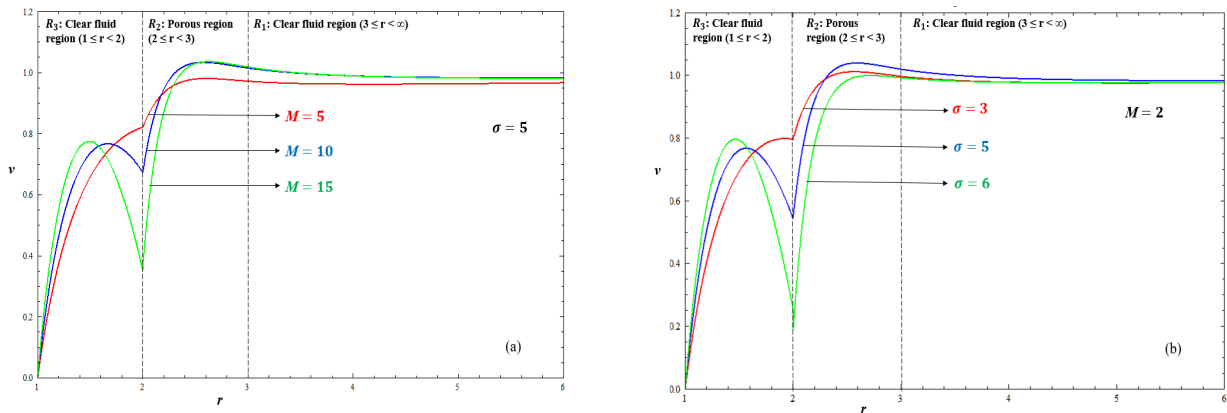 R₃: Clear fluid
region (1 ≤ r < 2)
R₂: Porous region
(2 ≤ r < 3)
R₁: Clear fluid region (3 ≤ r < ∞)
1.2
1.0
0.8
0.6
0.4
0.2
0.0
v
M = 5
M = 10
M = 15
σ = 5
(a)
1
2
3
4
5
6
r
R₃: Clear fluid
region (1 ≤ r < 2)
R₂: Porous
region (2 ≤ r < 3)
R₁: Clear fluid region (3 ≤ r < ∞)
1.2
1.0
0.8
0.6
0.4
0.2
0.0
v
σ = 3
σ = 5
σ = 6
M = 2
(b)
1
2
3
4
5
6
r